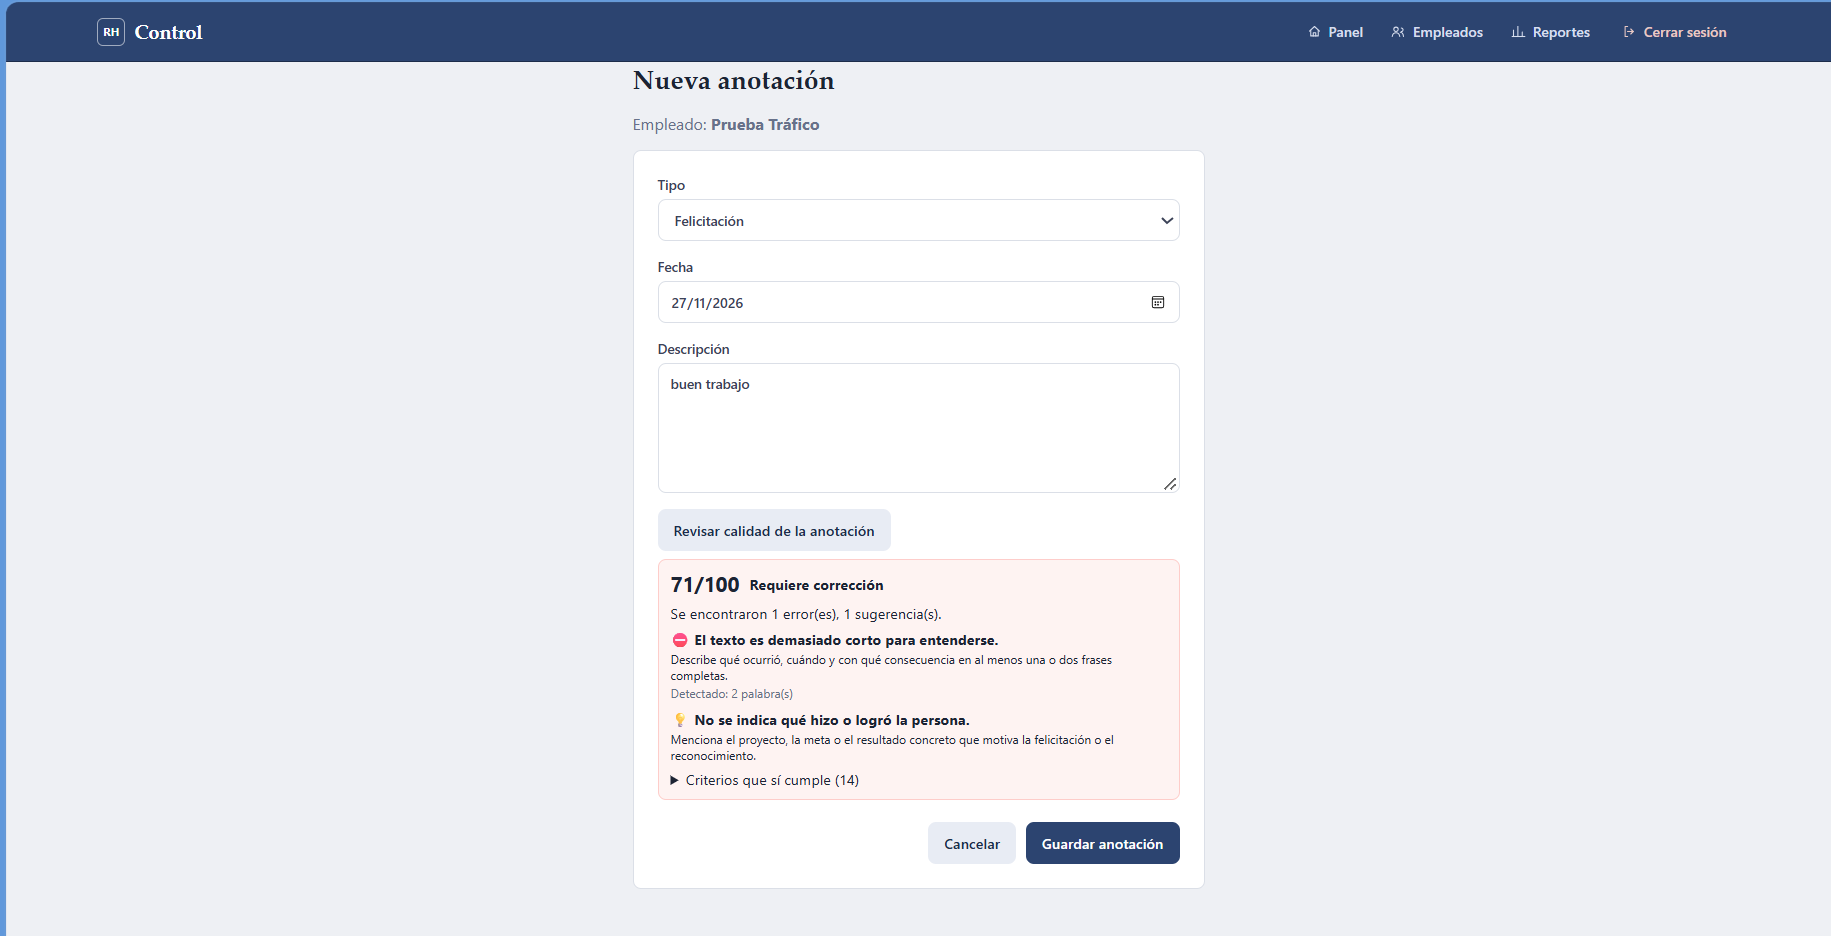 RH Control
Panel
Empleados
Reportes
Cerrar sesión
Nueva anotación
Empleado: Prueba Tráfico
Tipo
Felicitación
Fecha
27/11/2026
Descripción
buen trabajo
Revisar calidad de la anotación
71/100 Requiere corrección
Se encontraron 1 error(es), 1 sugerencia(s).
El texto es demasiado corto para entenderse.
Describe qué ocurrió, cuándo y con qué consecuencia en al menos una o dos frases
completas.
Detectado: 2 palabra(s)
No se indica qué hizo o logró la persona.
Menciona el proyecto, la meta o el resultado concreto que motiva la felicitación o el
reconocimiento.
Criterios que sí cumple (14)
Cancelar
Guardar anotación